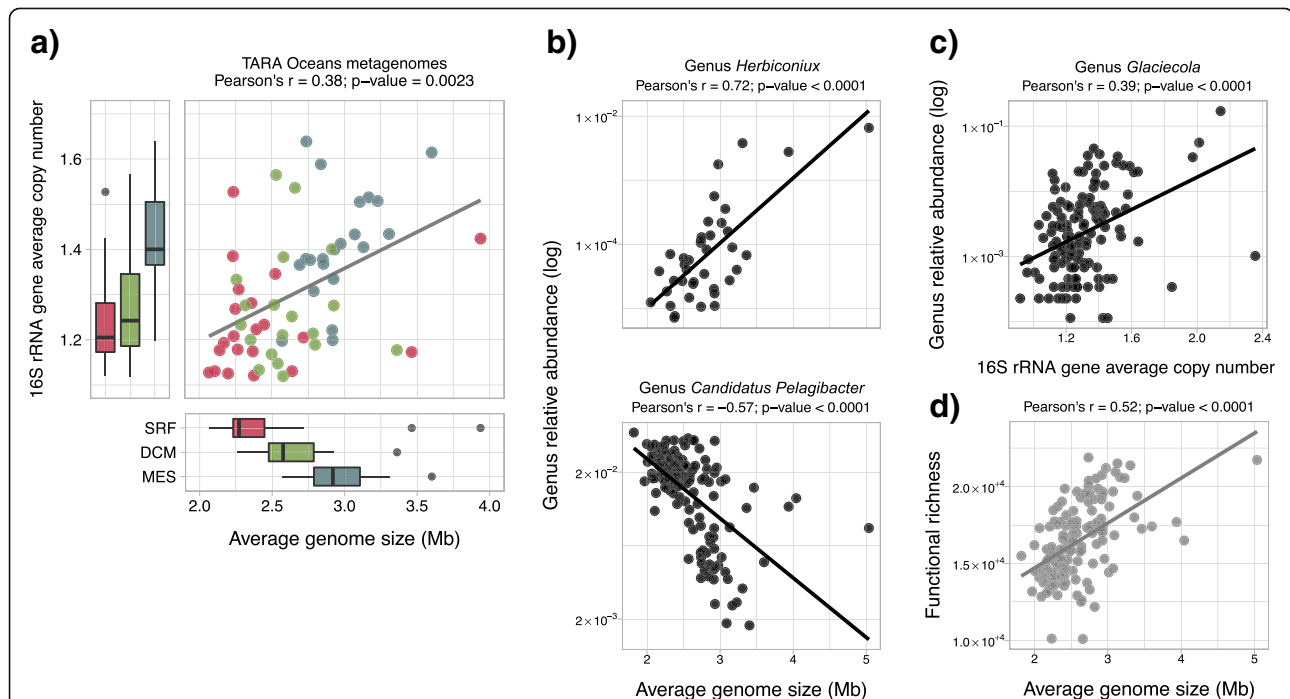 a)
TARA Oceans metagenomes
Pearson's r = 0.38; p−value = 0.0023
16S rRNA gene average copy number
1.6
1.4
1.2
SRF
DCM
MES
2.0 2.5 3.0 3.5 4.0
Average genome size (Mb)
b)
Genus Herbiconiux
Pearson's r = 0.72; p−value < 0.0001
Genus relative abundance (log)
1×10⁻²
1×10⁻⁴
Genus Candidatus Pelagibacter
Pearson's r = −0.57; p−value < 0.0001
2×10⁻²
2×10⁻³
2 3 4 5
Average genome size (Mb)
c)
Genus Glaciecola
Pearson's r = 0.39; p−value < 0.0001
Genus relative abundance (log)
1×10⁻¹
1×10⁻³
1.2 1.6 2.0 2.4
16S rRNA gene average copy number
d)
Pearson's r = 0.52; p−value < 0.0001
Functional richness
2.0⁺⁴
1.5⁺⁴
1.0⁺⁴
2 3 4 5
Average genome size (Mb)